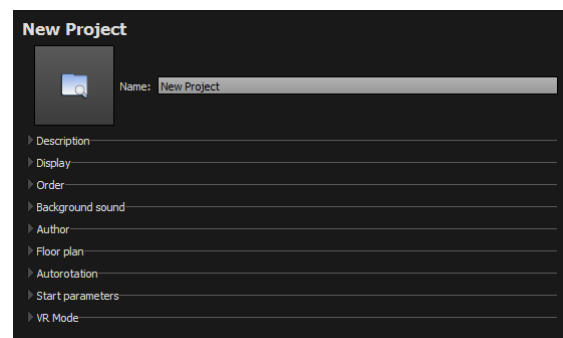 New Project
Name: New Project
Description
Display
Order
Background sound
Author
Floor plan
Autorotation
Start parameters
VR Mode